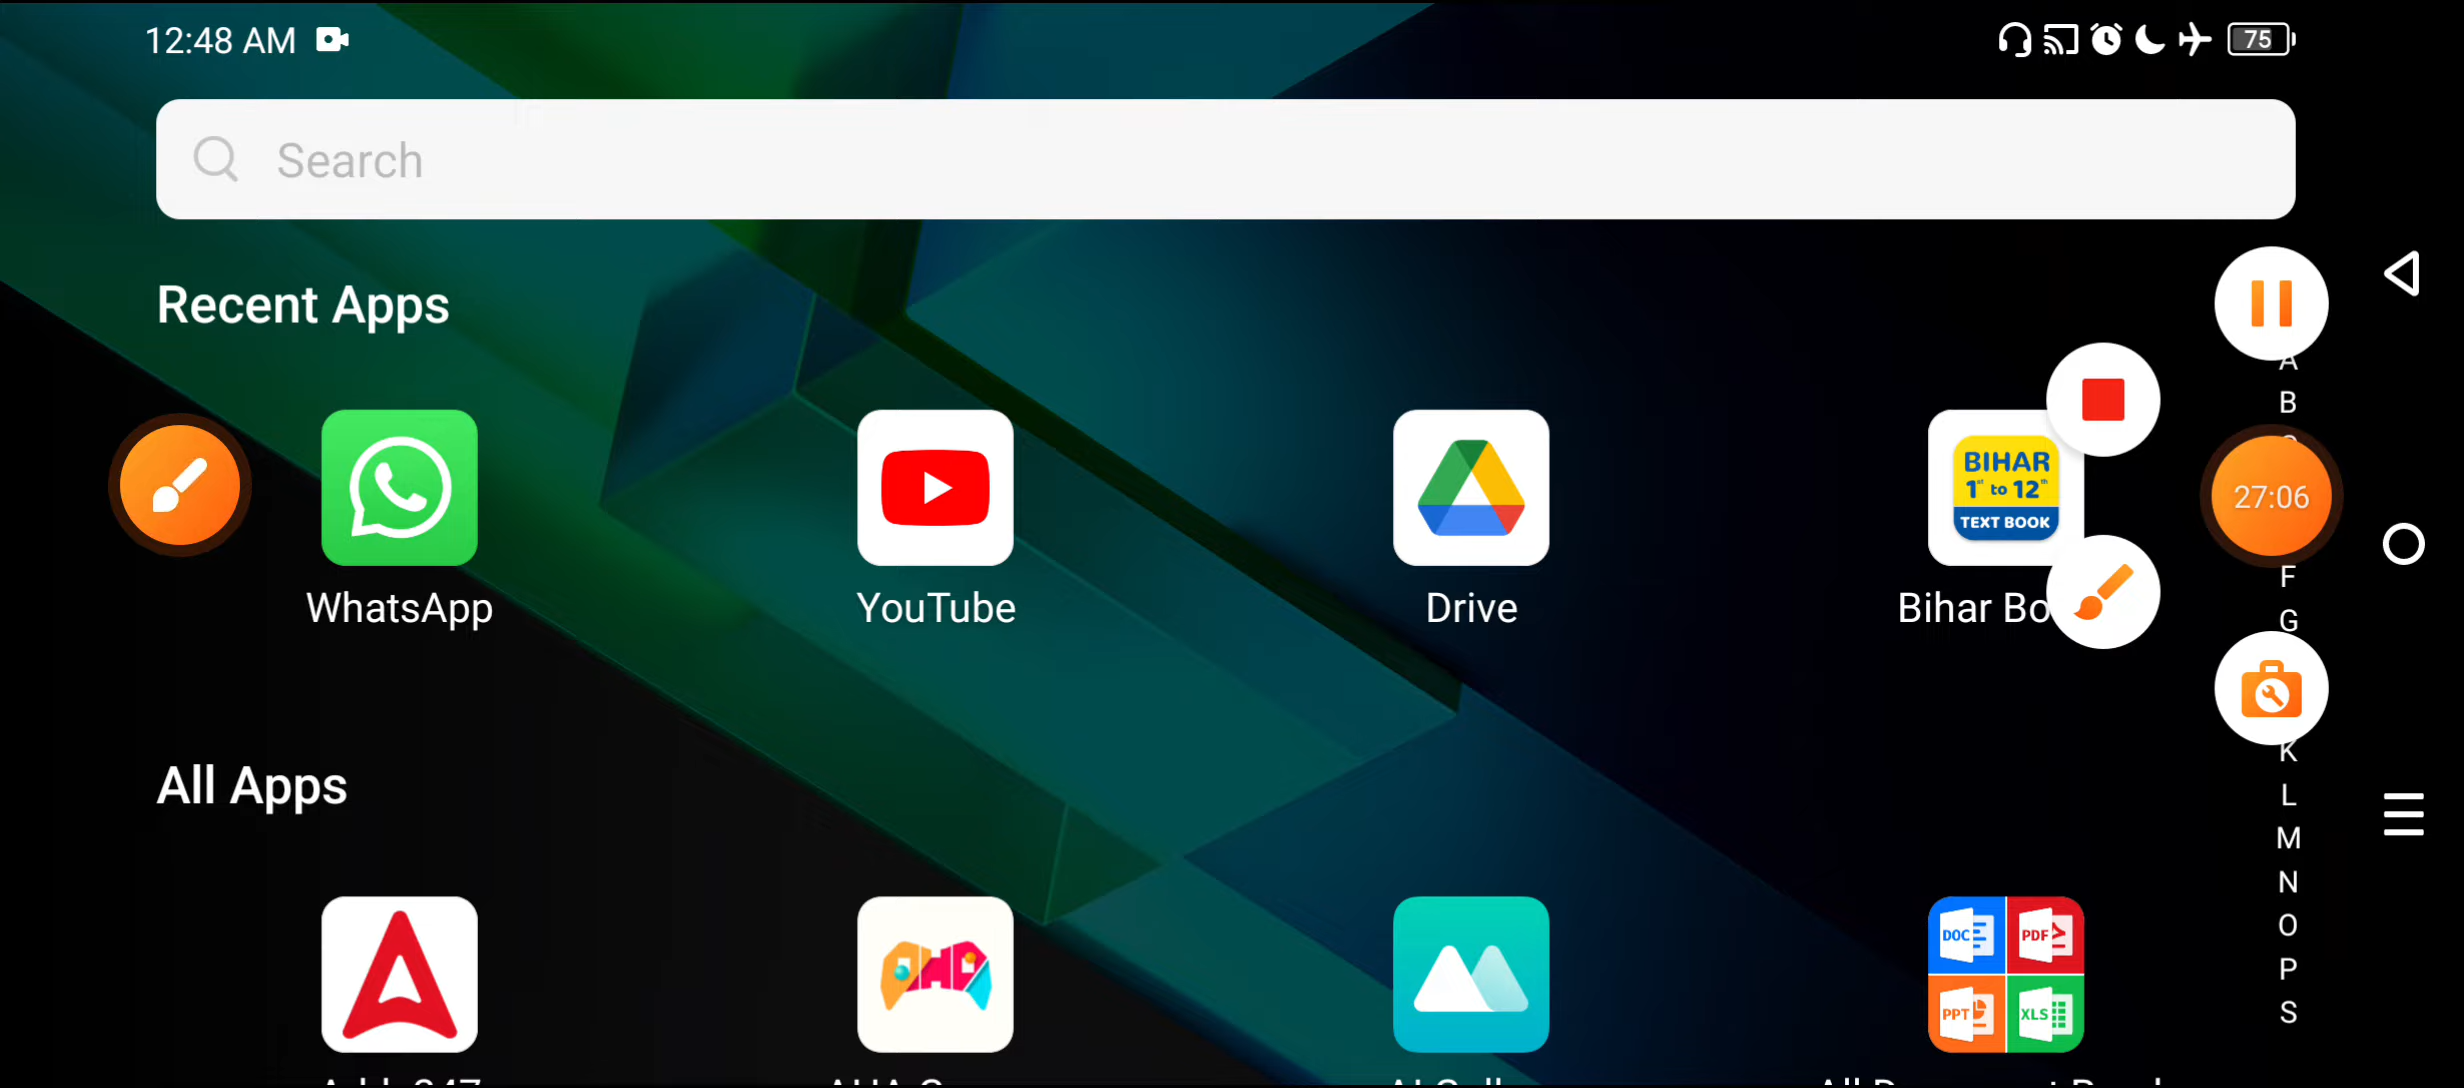 12:48 AM
75
Search
Recent Apps
A
B
BIHAR
1st to 12th
TEXT BOOK
27:06
F
WhatsApp
YouTube
Drive
Bihar Bo
G
K
All Apps
L
M
N
DOC
PDF
O
P
PPT
XLS
S